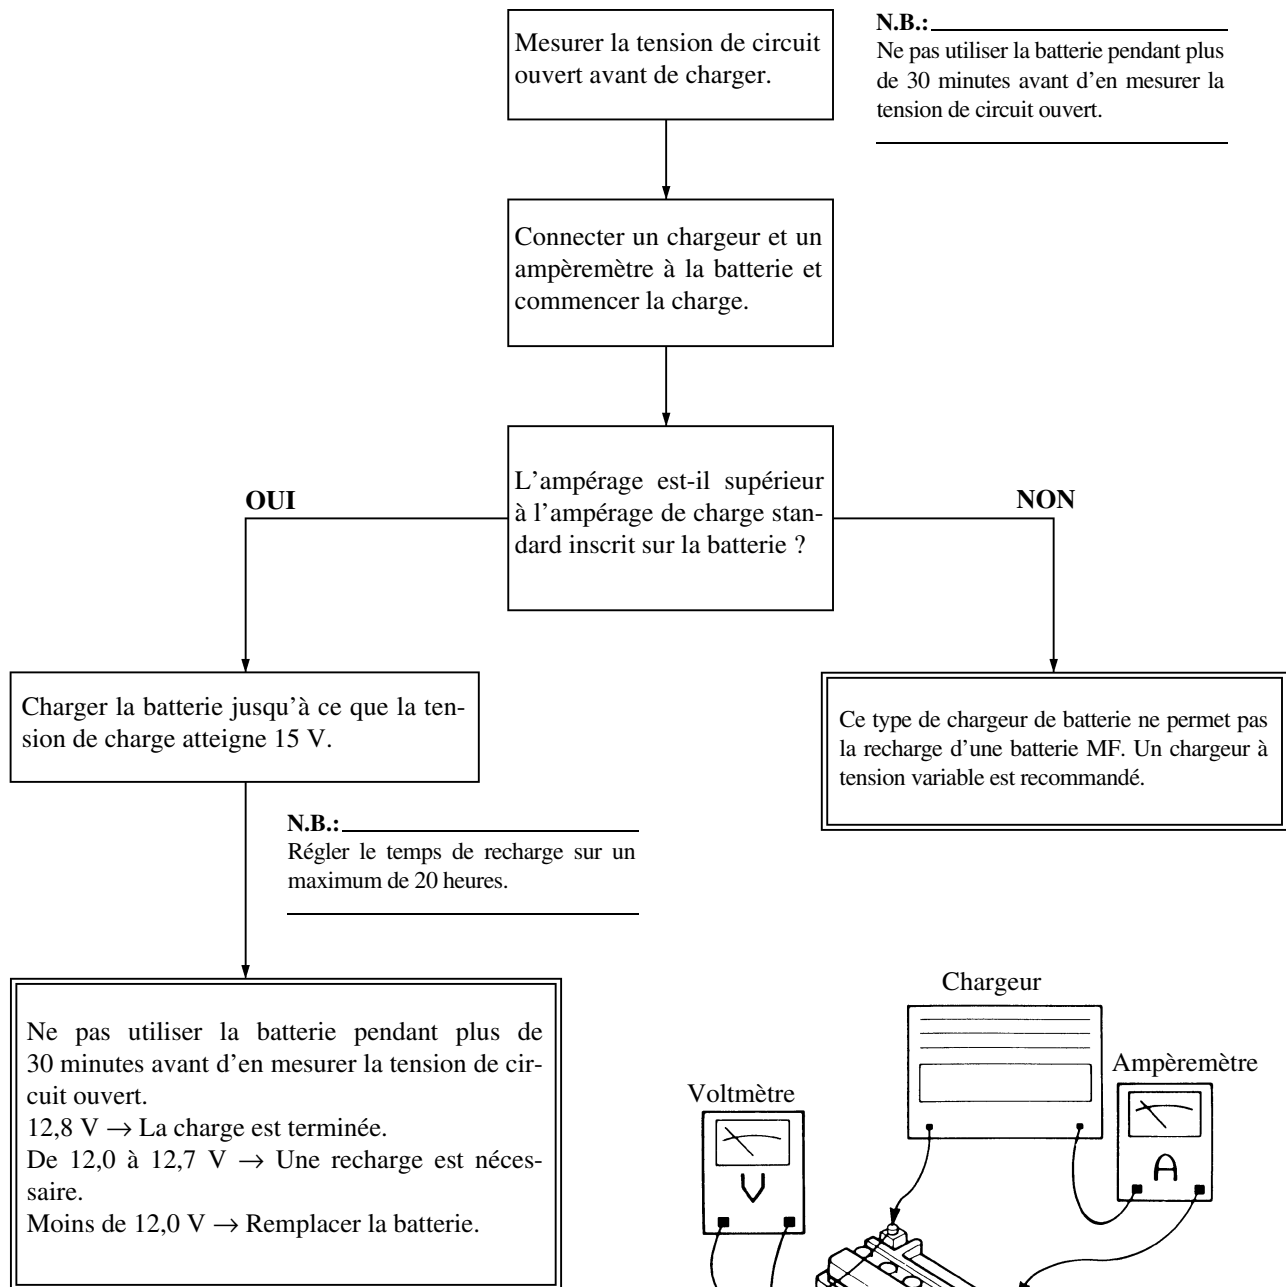 Mesurer la tension de circuit
ouvert avant de charger.
N.B.:
Ne pas utiliser la batterie pendant plus
de 30 minutes avant d’en mesurer la
tension de circuit ouvert.
Connecter un chargeur et un
ampèremètre à la batterie et
commencer la charge.
L’ampérage est-il supérieur
à l’ampérage de charge stan-
dard inscrit sur la batterie ?
OUI
NON
Charger la batterie jusqu’à ce que la ten-
sion de charge atteigne 15 V.
Ce type de chargeur de batterie ne permet pas
la recharge d’une batterie MF. Un chargeur à
tension variable est recommandé.
N.B.:
Régler le temps de recharge sur un
maximum de 20 heures.
Ne pas utiliser la batterie pendant plus de
30 minutes avant d’en mesurer la tension de cir-
cuit ouvert.
12,8 V → La charge est terminée.
De 12,0 à 12,7 V → Une recharge est néces-
saire.
Moins de 12,0 V → Remplacer la batterie.
Chargeur
Ampèremètre
Voltmètre
A
V